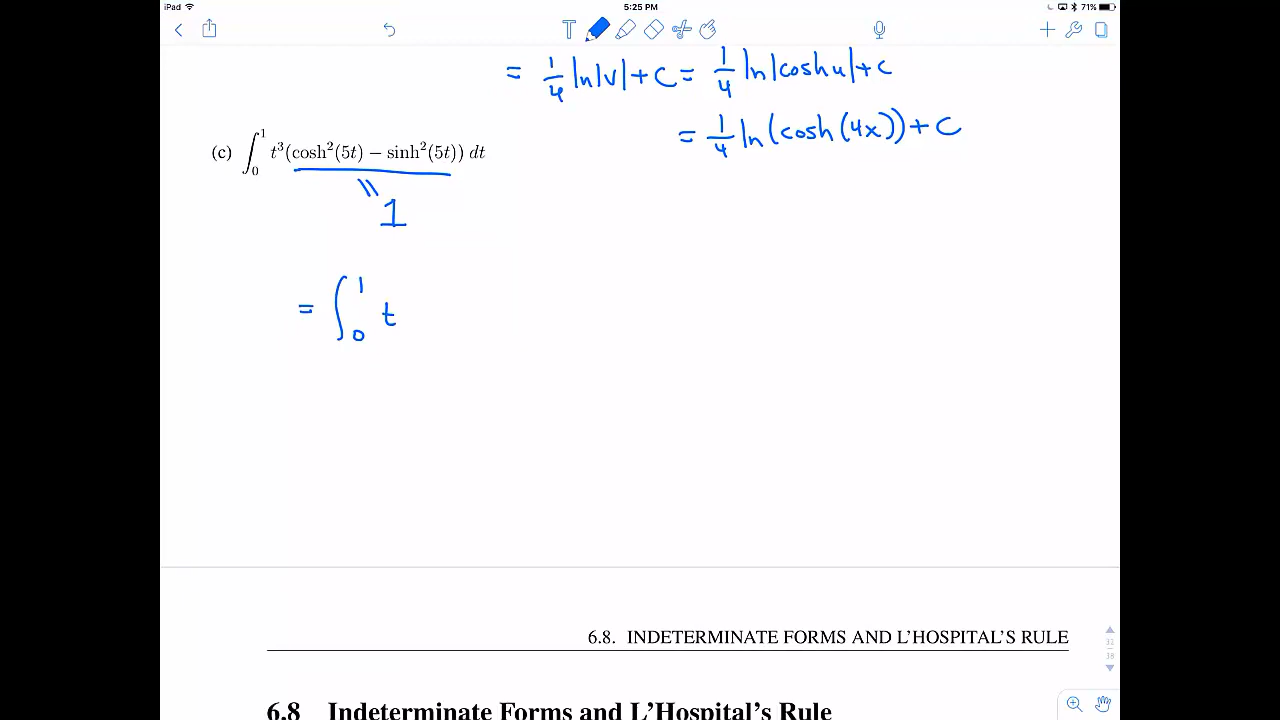 iPad 5:25 PM 71%
T
= 1/4 ln|v| + C = 1/4 ln|cosh u| + C
= 1/4 ln(cosh(4x)) + C
(c) ∫₀¹ t³(cosh²(5t) − sinh²(5t)) dt
\\
1
= ∫₀¹ t
6.8. INDETERMINATE FORMS AND L'HOSPITAL'S RULE
32
38
6.8 Indeterminate Forms and L'Hospital's Rule